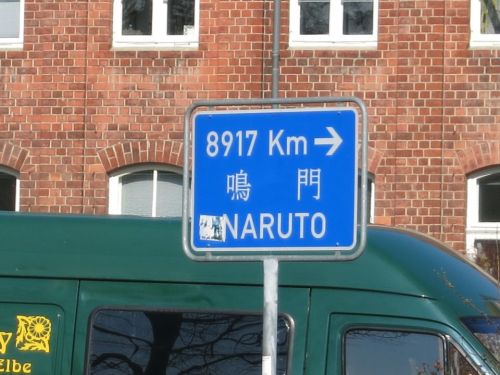 8917 Km →
鳴 門
NARUTO
Elbe